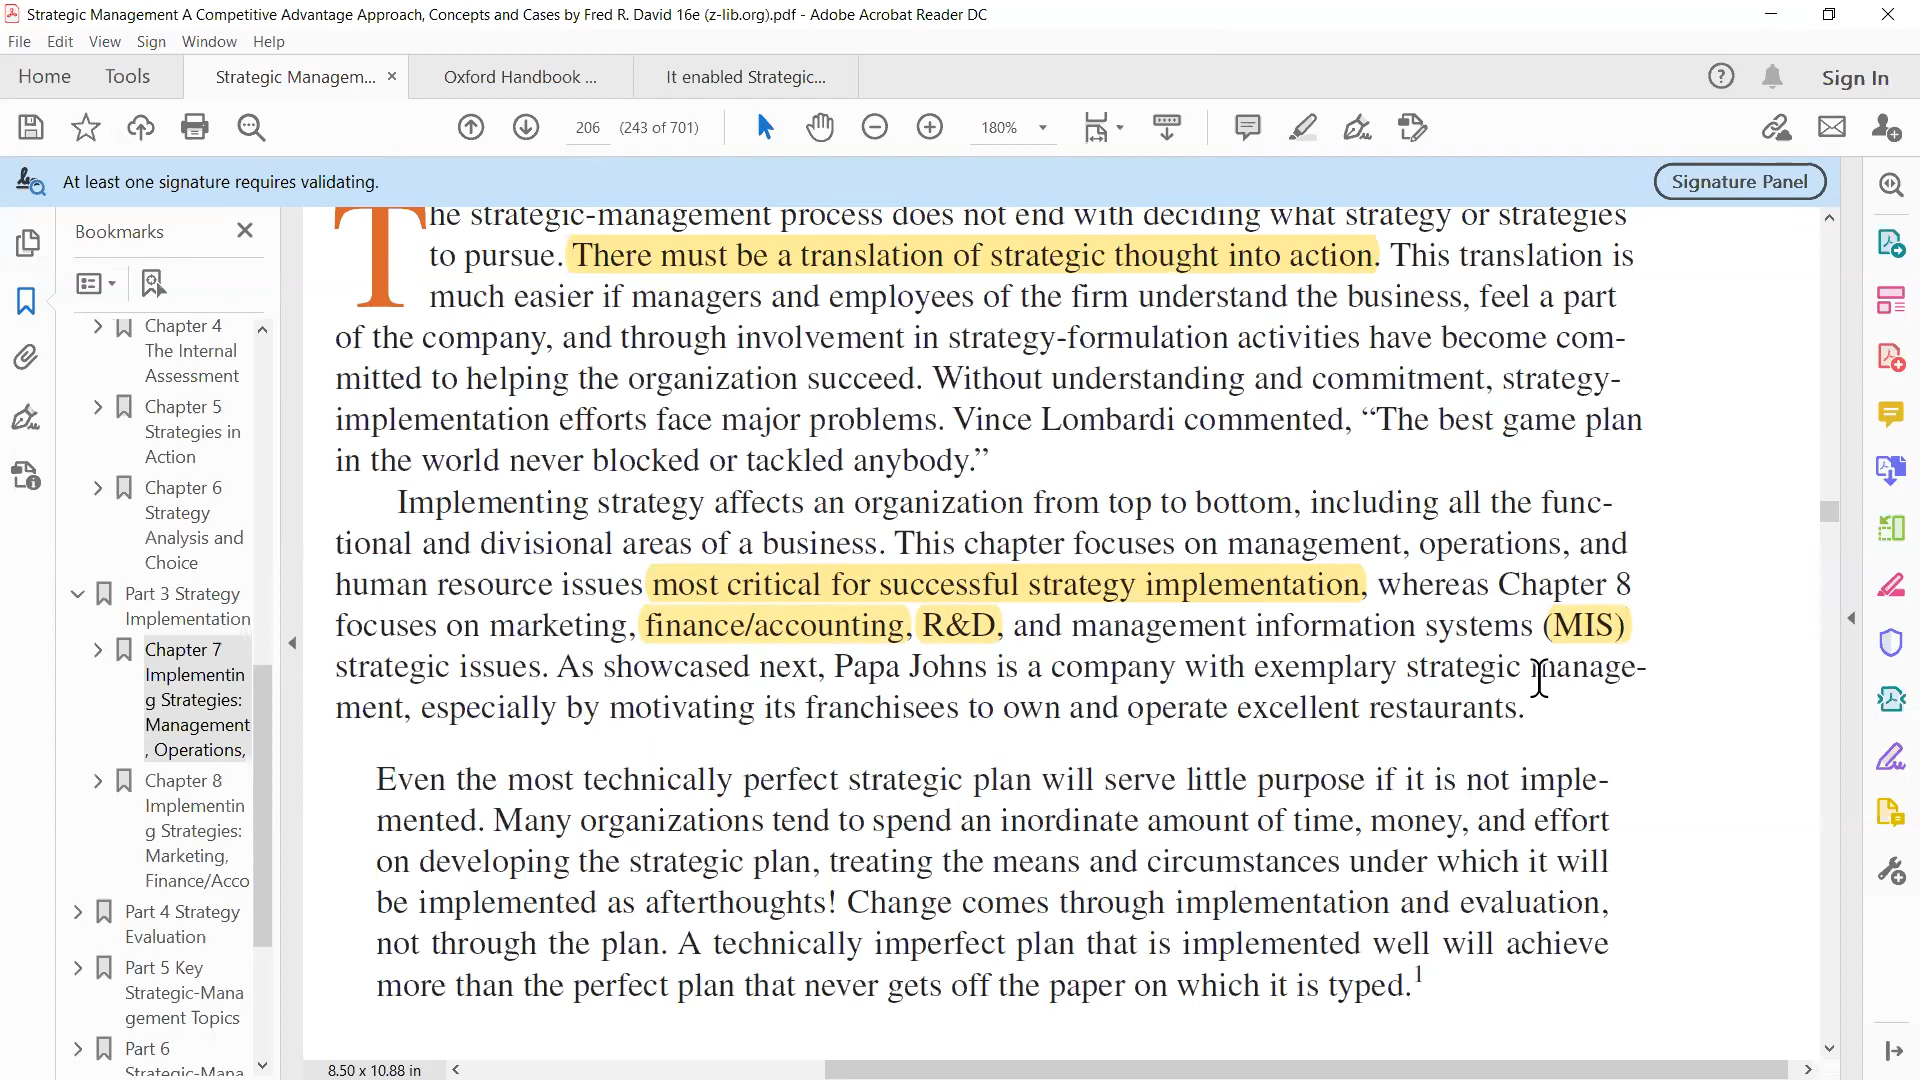 Strategic Management A Competitive Advantage Approach, Concepts and Cases by Fred R. David 16e (z-lib.org).pdf - Adobe Acrobat Reader DC
File Edit View Sign Window Help
Home Tools Strategic Managem... × Oxford Handbook ... It enabled Strategic... Sign In
206 (243 of 701) 180%
At least one signature requires validating. Signature Panel
Bookmarks
Chapter 4
The Internal
Assessment
Chapter 5
Strategies in
Action
Chapter 6
Strategy
Analysis and
Choice
Part 3 Strategy
Implementation
Chapter 7
Implementin
g Strategies:
Management
, Operations,
Chapter 8
Implementin
g Strategies:
Marketing,
Finance/Acco
Part 4 Strategy
Evaluation
Part 5 Key
Strategic-Mana
gement Topics
Part 6
Strategic-Mana
The strategic-management process does not end with deciding what strategy or strategies
to pursue. There must be a translation of strategic thought into action. This translation is
much easier if managers and employees of the firm understand the business, feel a part
of the company, and through involvement in strategy-formulation activities have become com-
mitted to helping the organization succeed. Without understanding and commitment, strategy-
implementation efforts face major problems. Vince Lombardi commented, “The best game plan
in the world never blocked or tackled anybody.”
Implementing strategy affects an organization from top to bottom, including all the func-
tional and divisional areas of a business. This chapter focuses on management, operations, and
human resource issues most critical for successful strategy implementation, whereas Chapter 8
focuses on marketing, finance/accounting, R&D, and management information systems (MIS)
strategic issues. As showcased next, Papa Johns is a company with exemplary strategic manage-
ment, especially by motivating its franchisees to own and operate excellent restaurants.
Even the most technically perfect strategic plan will serve little purpose if it is not imple-
mented. Many organizations tend to spend an inordinate amount of time, money, and effort
on developing the strategic plan, treating the means and circumstances under which it will
be implemented as afterthoughts! Change comes through implementation and evaluation,
not through the plan. A technically imperfect plan that is implemented well will achieve
more than the perfect plan that never gets off the paper on which it is typed.1
8.50 x 10.88 in